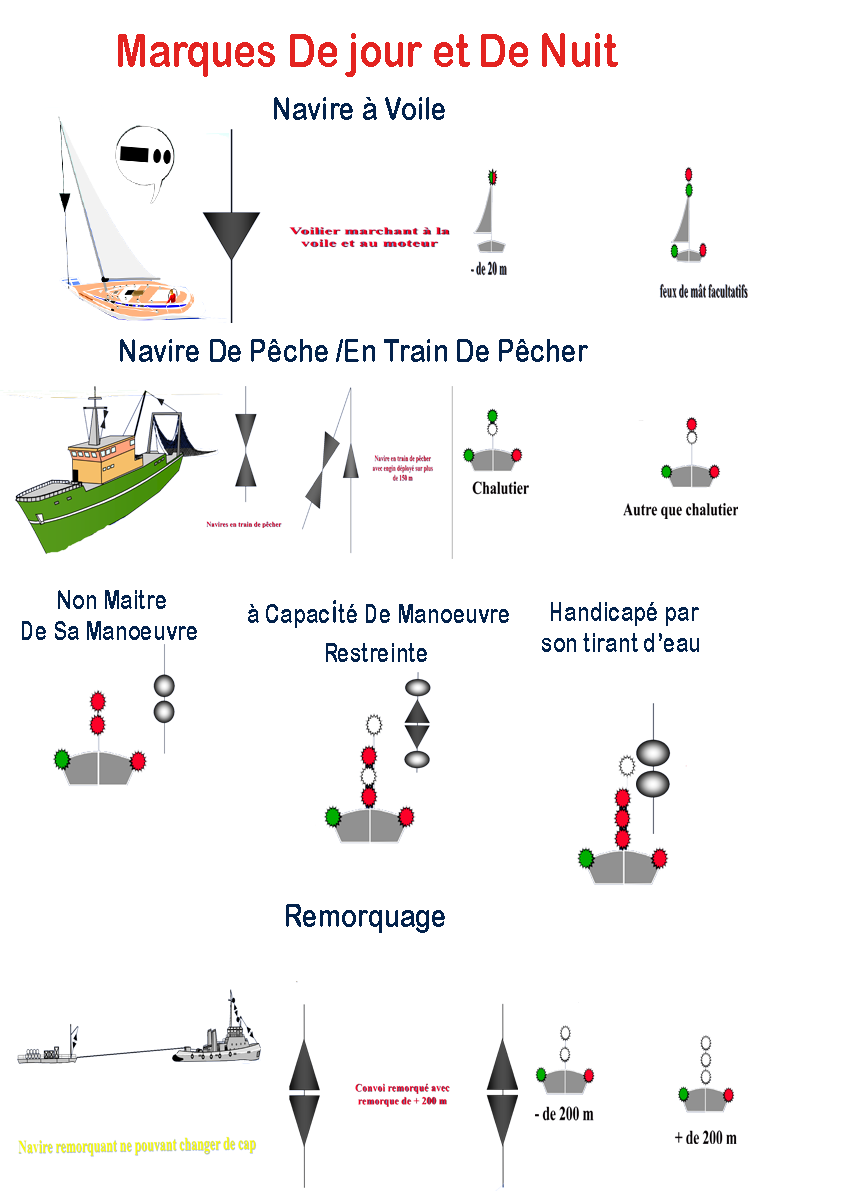 Marques De jour et De Nuit
Navire à Voile
Voilier marchant à la
voile et au moteur
- de 20 m
feux de mât facultatifs
Navire De Pêche /En Train De Pêcher
Navires en train de pêcher
Navire en train de pêcher
avec engin déployé sur plus
de 150 m
Chalutier
Autre que chalutier
Non Maitre
De Sa Manoeuvre
à Capacité De Manoeuvre
Restreinte
Handicapé par
son tirant d'eau
Remorquage
Navire remorquant ne pouvant changer de cap
Convoi remorqué avec
remorque de + 200 m
- de 200 m
+ de 200 m